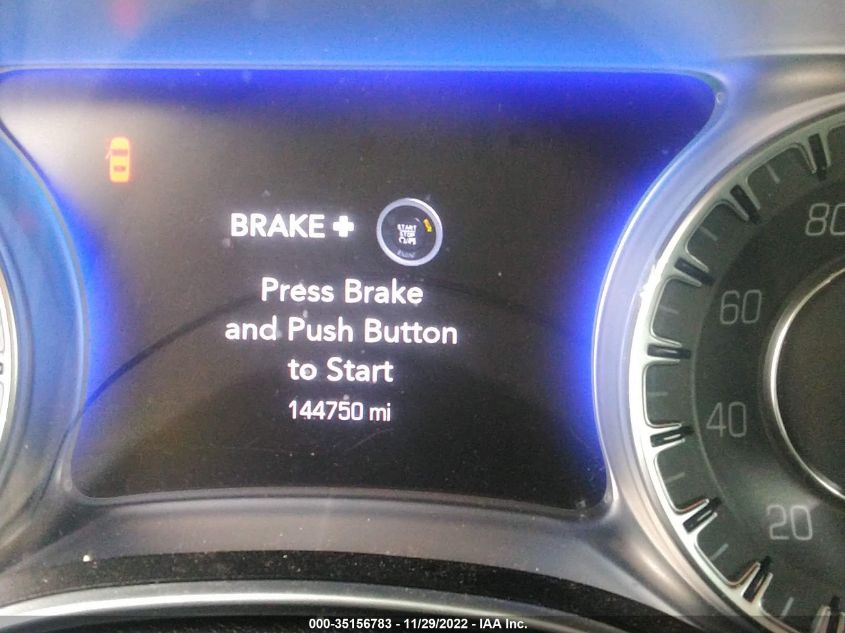 BRAKE +
START
STOP
ENGINE
Press Brake
and Push Button
to Start
144750 mi
80
60
40
20
000-35156783 - 11/29/2022 - IAA Inc.